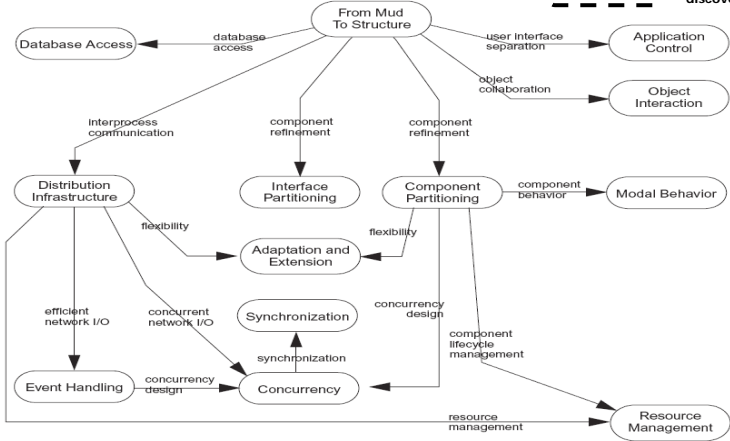 discove
From Mud
To Structure
Database Access
database
access
user interface
separation
Application
Control
object
collaboration
Object
Interaction
interprocess
communication
component
refinement
component
refinement
Distribution
Infrastructure
Interface
Partitioning
Component
Partitioning
component
behavior
Modal Behavior
flexibility
flexibility
Adaptation and
Extension
efficient
network I/O
concurrent
network I/O
Synchronization
concurrency
design
synchronization
component
lifecycle
management
Event Handling
concurrency
design
Concurrency
resource
management
Resource
Management